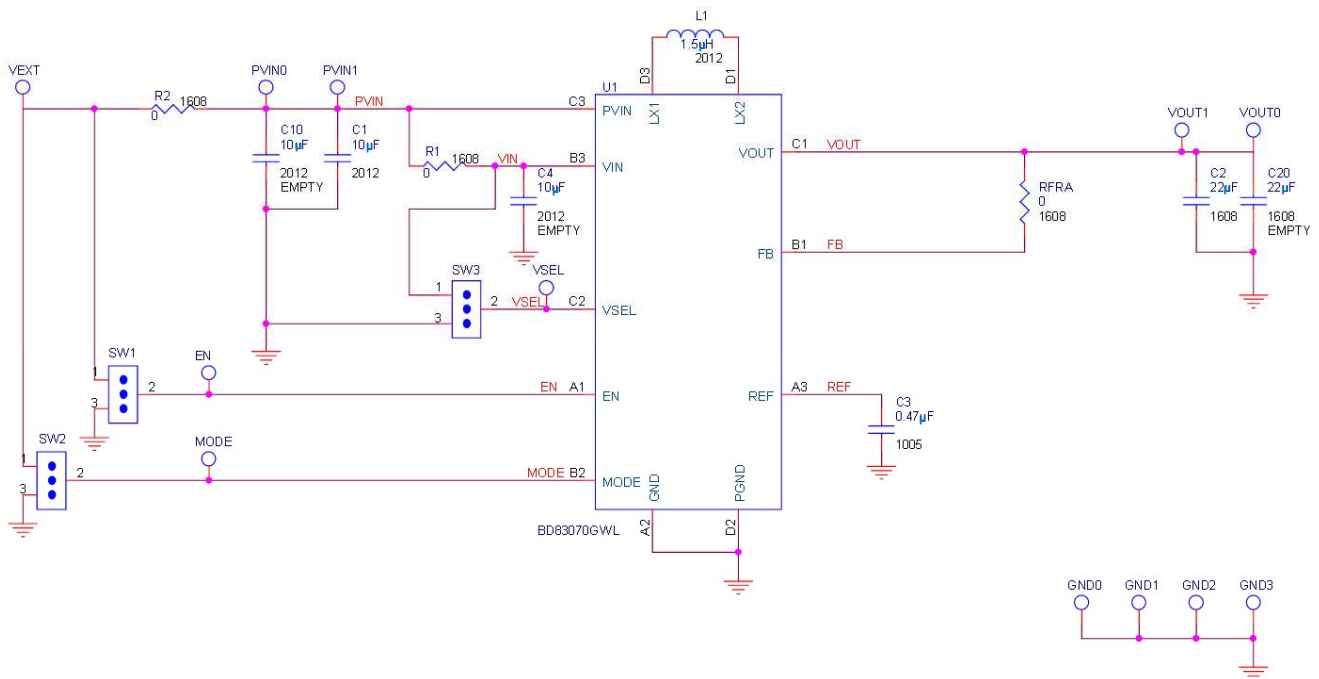 L1
1.5µH
2012
D3
D1
VEXT
PVIN0
PVIN1
U1
R2
1608
0
PVIN
C3
PVIN
LX1
LX2
VOUT1
VOUT0
C10
10µF
2012
EMPTY
C1
10µF
2012
R1
1608
0
VIN
B3
VIN
VOUT
C1
VOUT
C4
10µF
2012
EMPTY
RFRA
0
1608
C2
22µF
1608
C20
22µF
1608
EMPTY
FB
B1
FB
SW3
VSEL
1
2
3
VSEL
C2
VSEL
SW1
EN
1
2
3
EN
A1
EN
REF
A3
REF
C3
0.47µF
1005
SW2
MODE
1
2
3
MODE
B2
MODE
GND
PGND
BD83070GWL
A2
D2
GND0
GND1
GND2
GND3